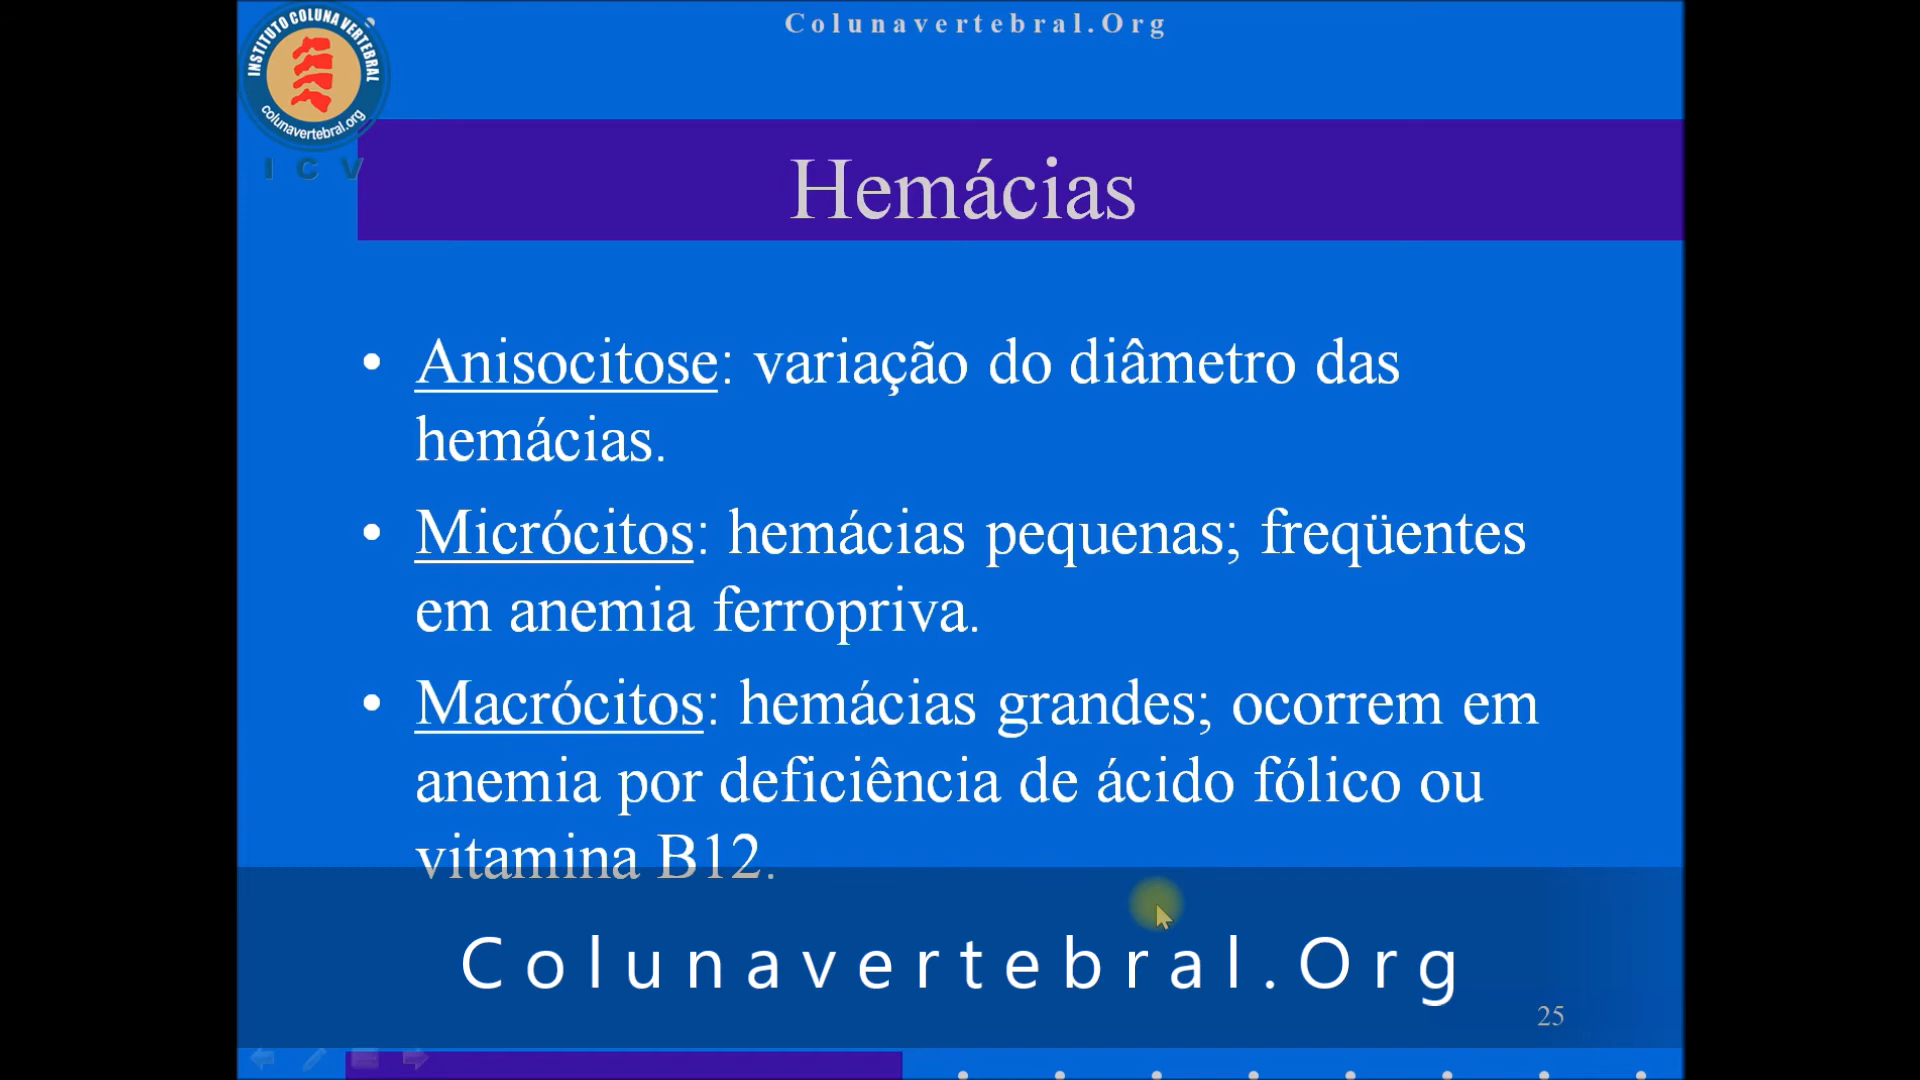 INSTITUTO COLUNA VERTEBRAL
colunavertebral.org
I C V
Colunavertebral.Org
Hemácias
• Anisocitose: variação do diâmetro das
hemácias.
• Micrócitos: hemácias pequenas; freqüentes
em anemia ferropriva.
• Macrócitos: hemácias grandes; ocorrem em
anemia por deficiência de ácido fólico ou
vitamina B12.
Colunavertebral.Org
25